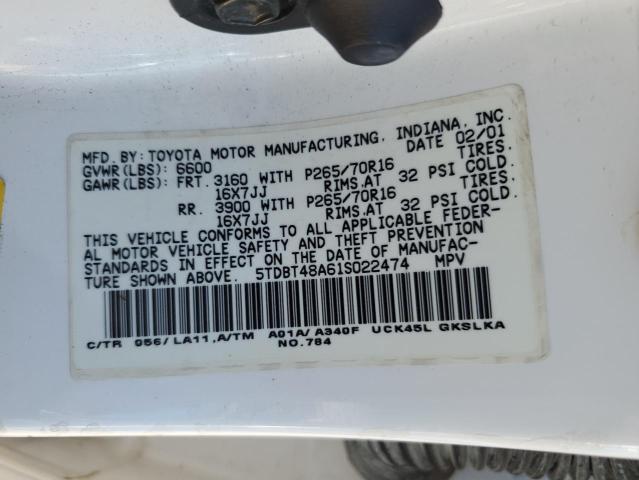 MFD. BY: TOYOTA MOTOR MANUFACTURING, INDIANA, INC.
GVWR(LBS): 6600 DATE 02/01
GAWR(LBS): FRT. 3160 WITH P265/70R16 TIRES,
16X7JJ RIMS,AT 32 PSI COLD.
RR. 3900 WITH P265/70R16 TIRES,
16X7JJ RIMS,AT 32 PSI COLD.
THIS VEHICLE CONFORMS TO ALL APPLICABLE FEDER-
AL MOTOR VEHICLE SAFETY AND THEFT PREVENTION
STANDARDS IN EFFECT ON THE DATE OF MANUFAC-
TURE SHOWN ABOVE. 5TDBT48A61S022474 MPV
C/TR 056/LA11,A/TM A01A/A340F UCK45L GKSLKA
NO.784